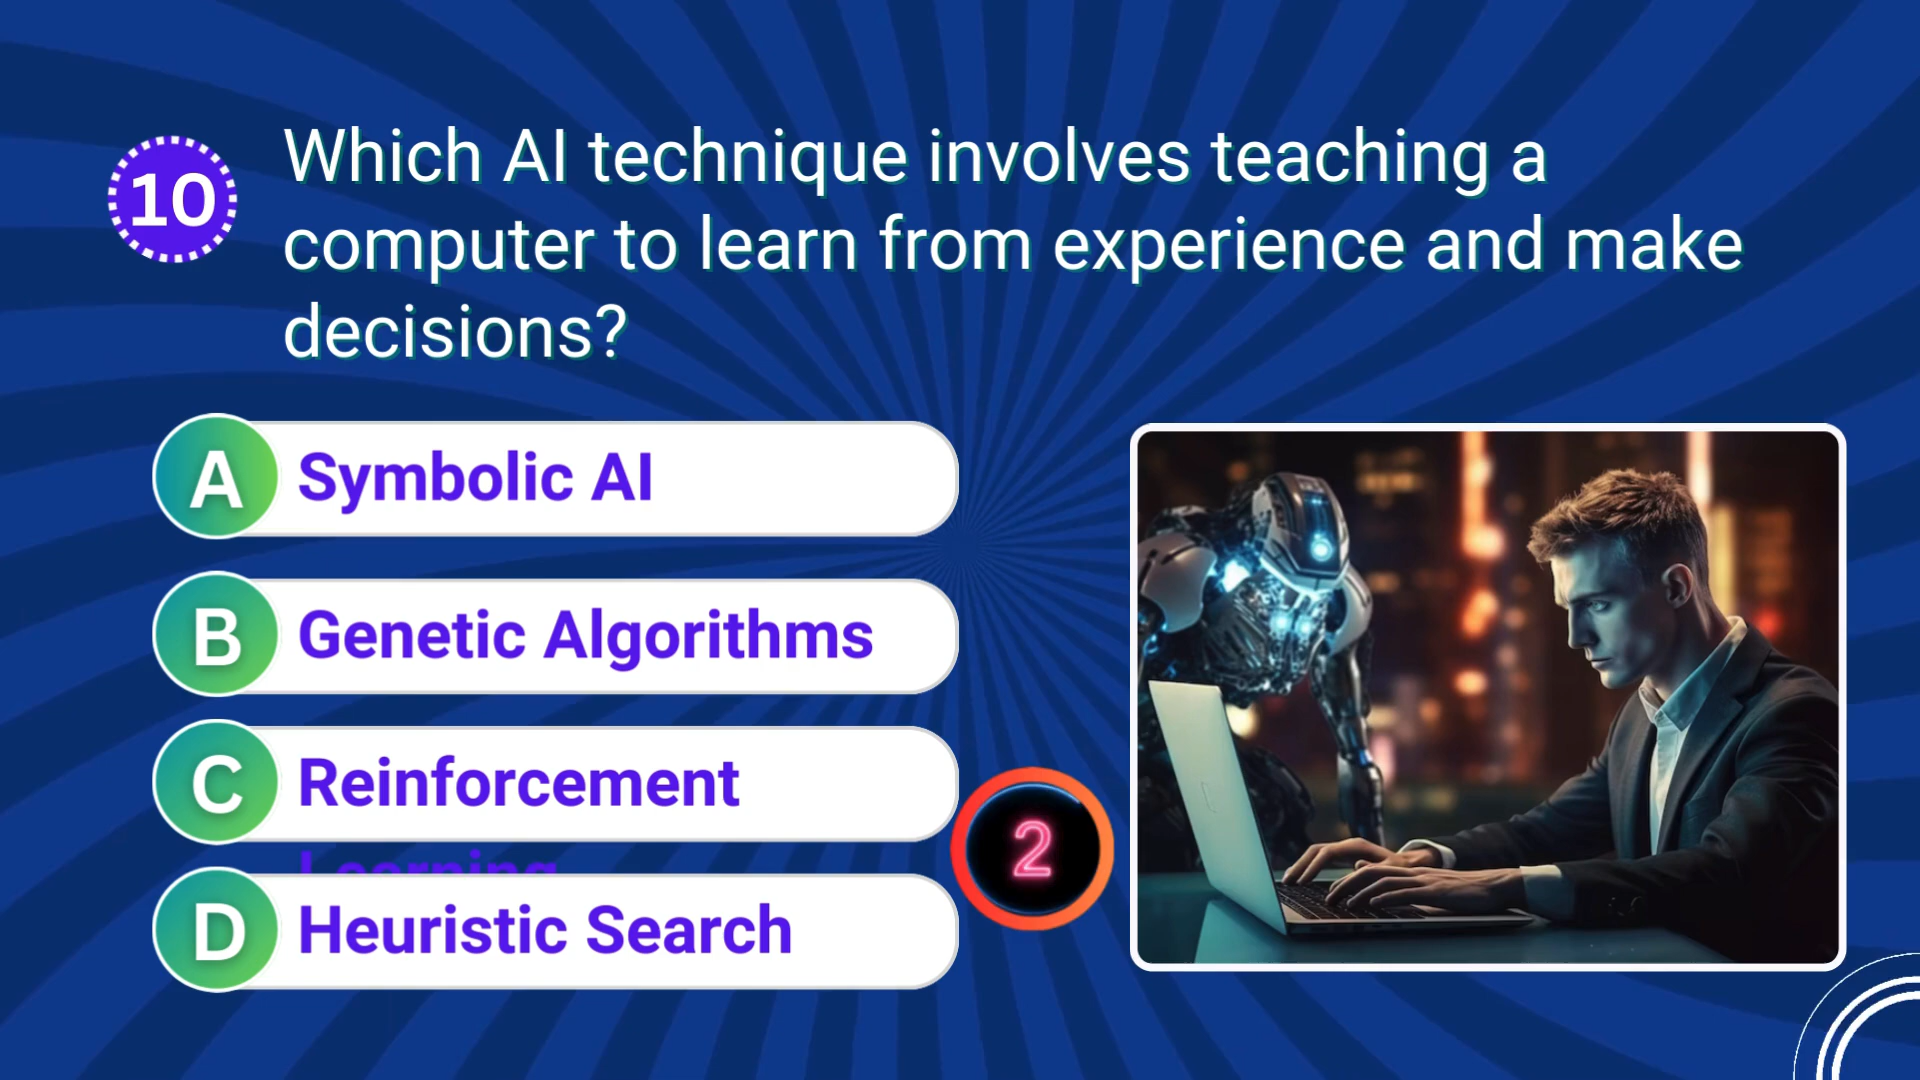 10
Which AI technique involves teaching a
computer to learn from experience and make
decisions?
A Symbolic AI
B Genetic Algorithms
C Reinforcement
Learning
D Heuristic Search
2